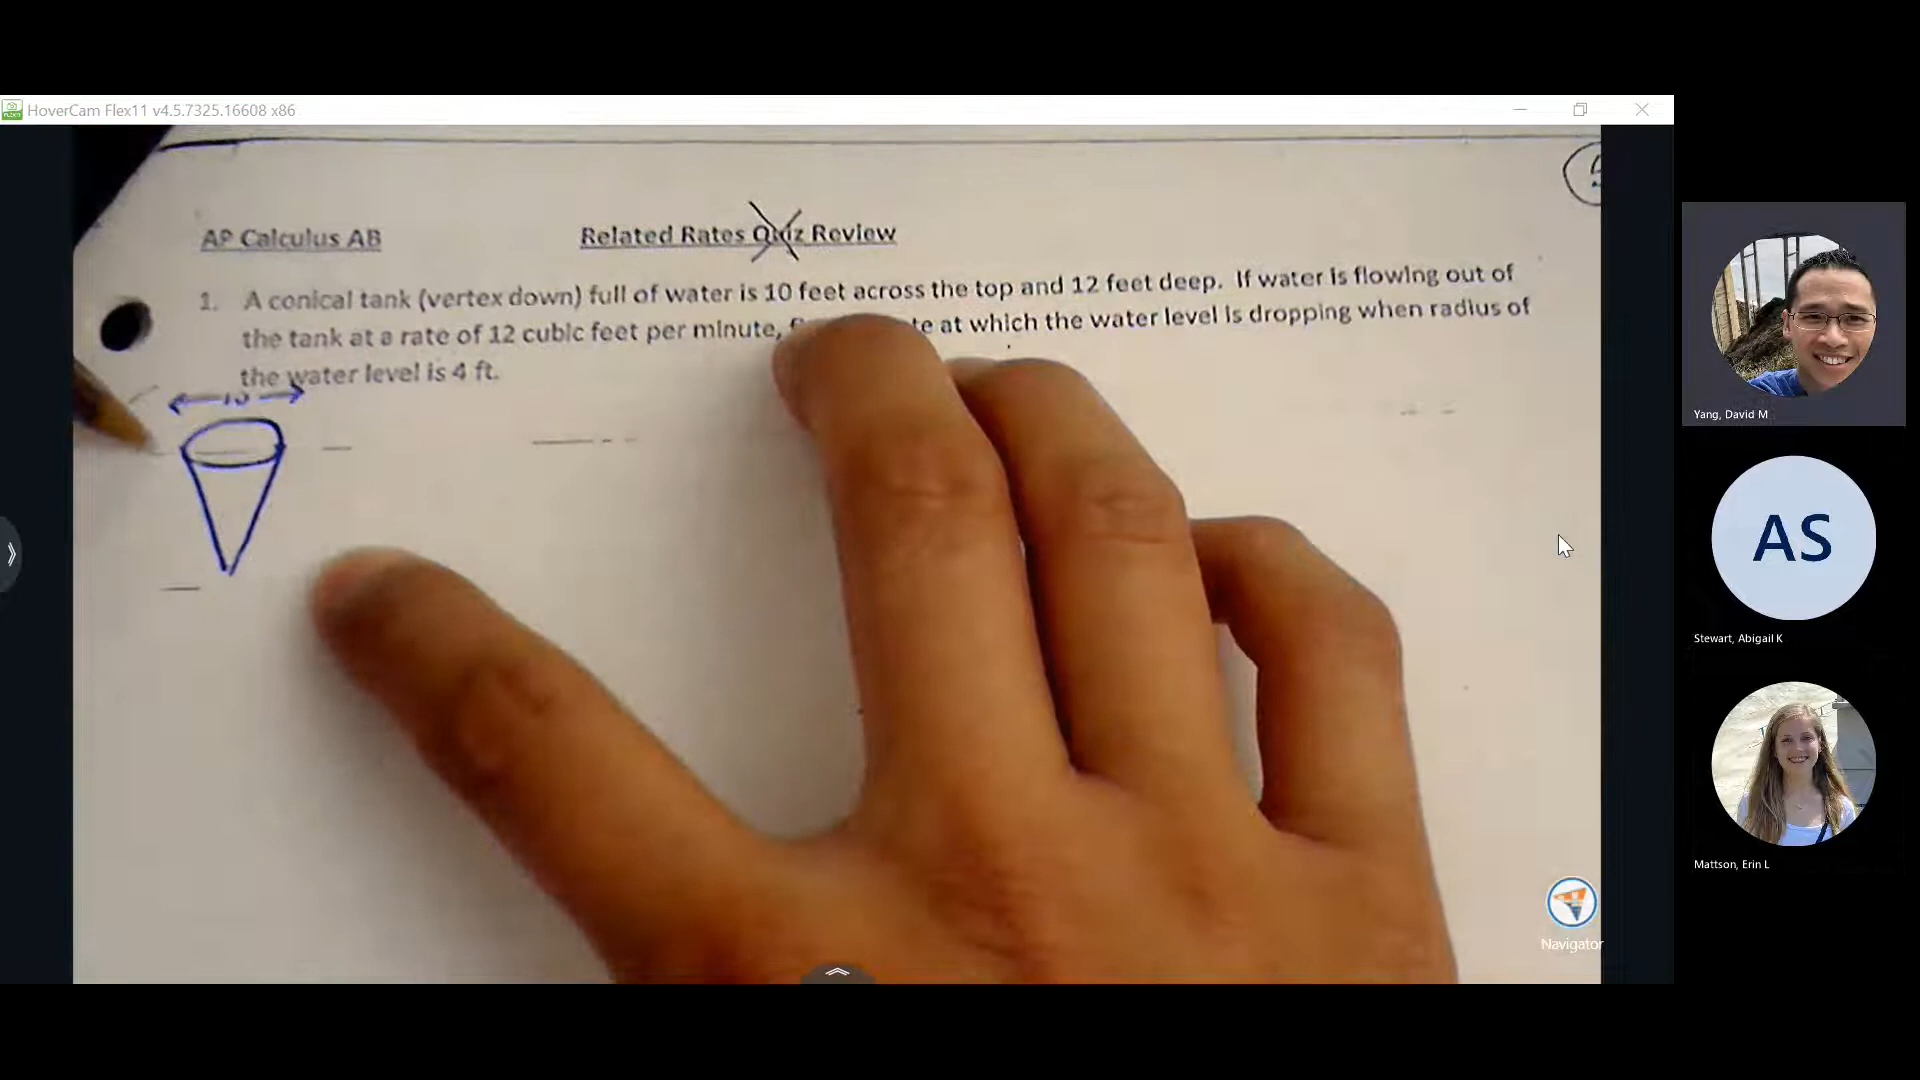 HoverCam Flex11 v4.5.7325.16608 x86
AP Calculus AB
Related Rates Quiz Review
1. A conical tank (vertex down) full of water is 10 feet across the top and 12 feet deep. If water is flowing out of
the tank at a rate of 12 cubic feet per minute, at which the water level is dropping when radius of
the water level is 4 ft.
10
Navigator
Yang, David M
AS
Stewart, Abigail K
Mattson, Erin L